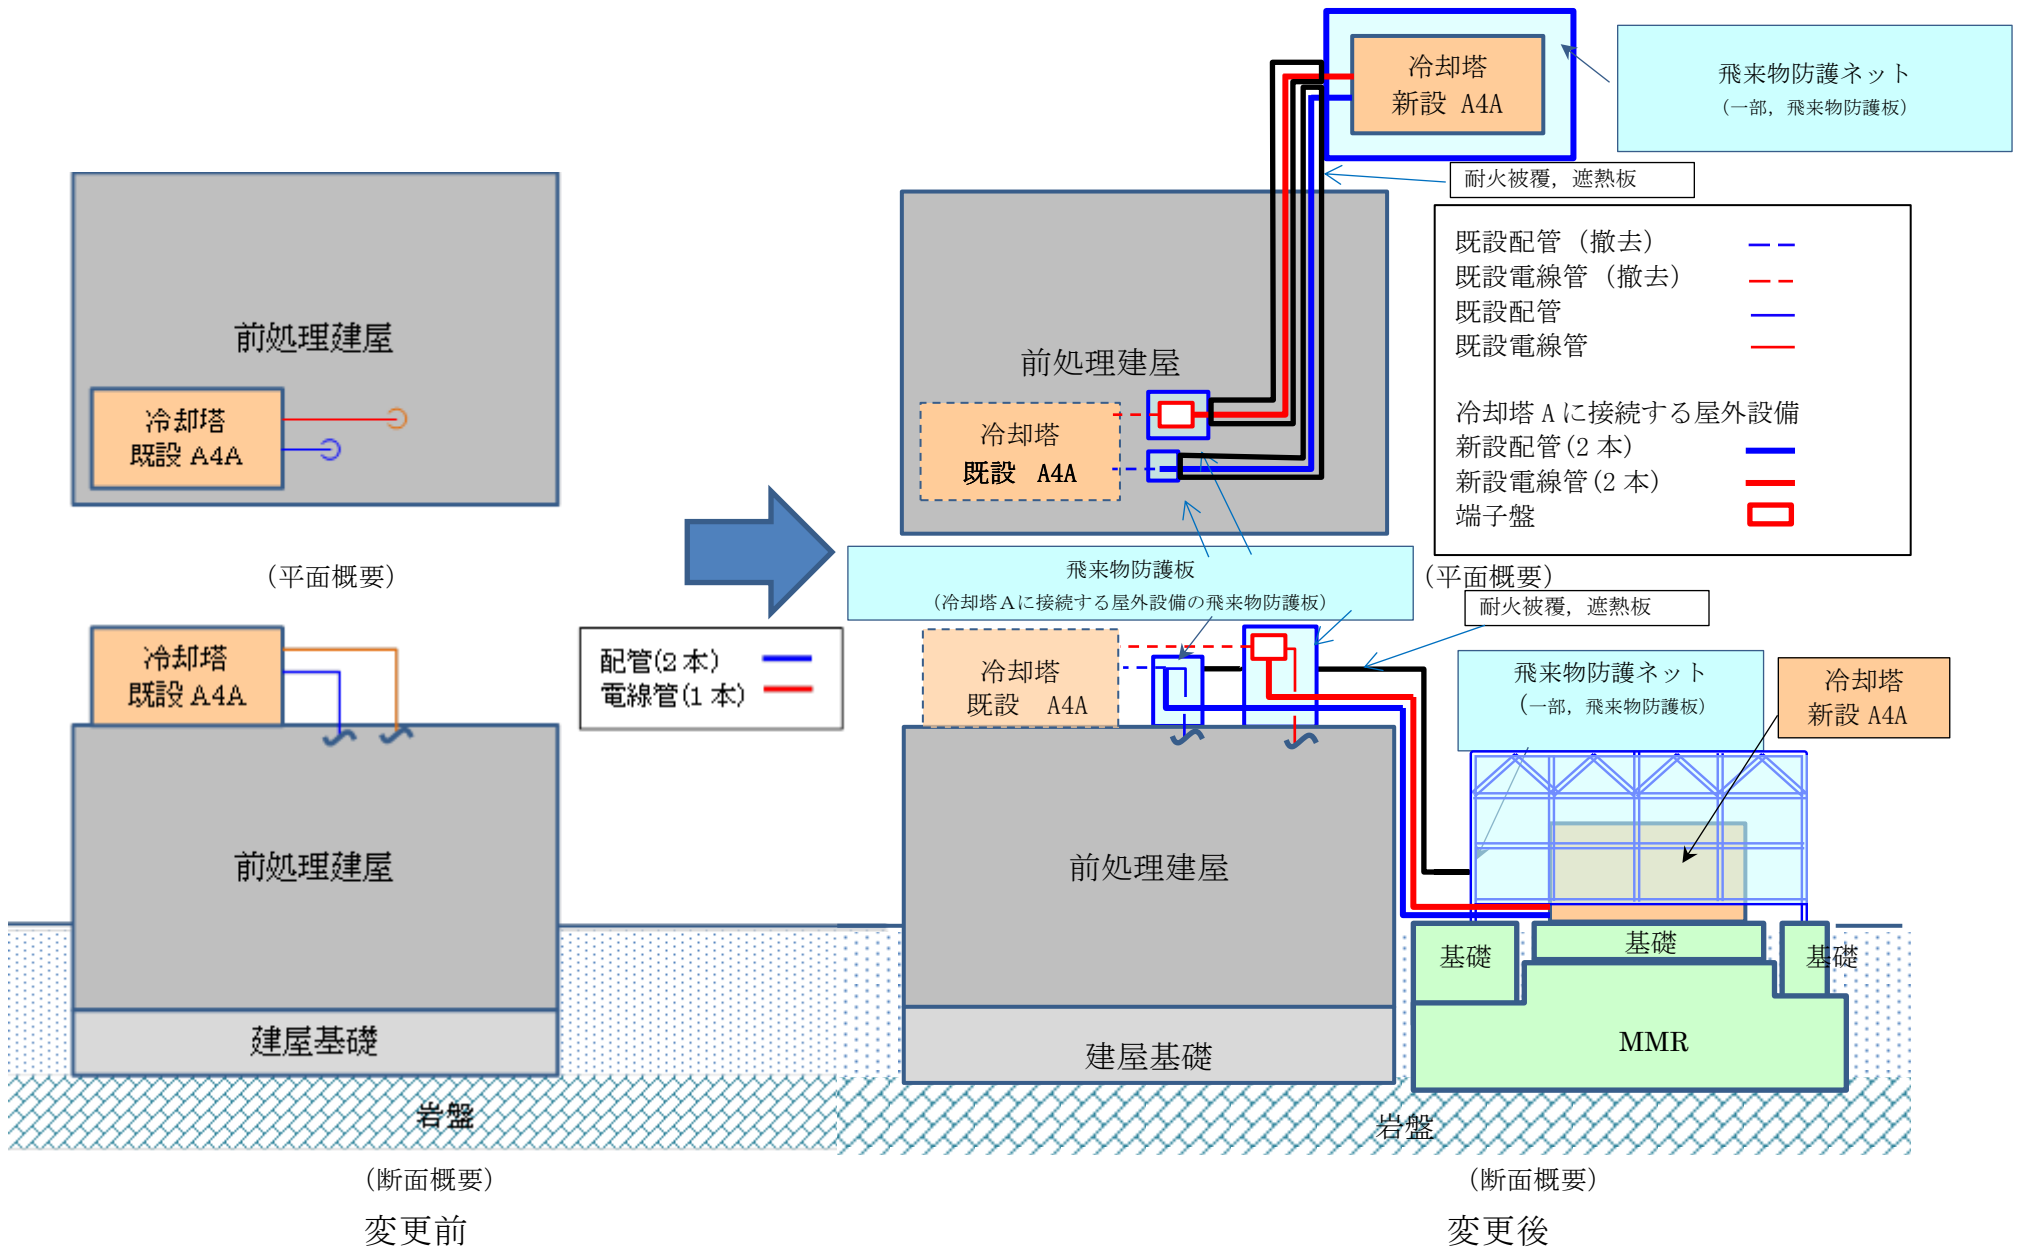 前処理建屋
冷却塔
既設 A4A
(平面概要)
冷却塔
既設 A4A
前処理建屋
建屋基礎
岩盤
(断面概要)
変更前
配管(2本)
電線管(1本)
冷却塔
新設 A4A
飛来物防護ネット
(一部, 飛来物防護板)
耐火被覆, 遮熱板
前処理建屋
冷却塔
既設 A4A
既設配管 (撤去)
既設電線管 (撤去)
既設配管
既設電線管
冷却塔 A に接続する屋外設備
新設配管(2本)
新設電線管(2本)
端子盤
飛来物防護板
(冷却塔Aに接続する屋外設備の飛来物防護板)
(平面概要)
耐火被覆, 遮熱板
冷却塔
既設 A4A
飛来物防護ネット
(一部, 飛来物防護板)
冷却塔
新設 A4A
前処理建屋
基礎
基礎
基礎
MMR
建屋基礎
岩盤
(断面概要)
変更後